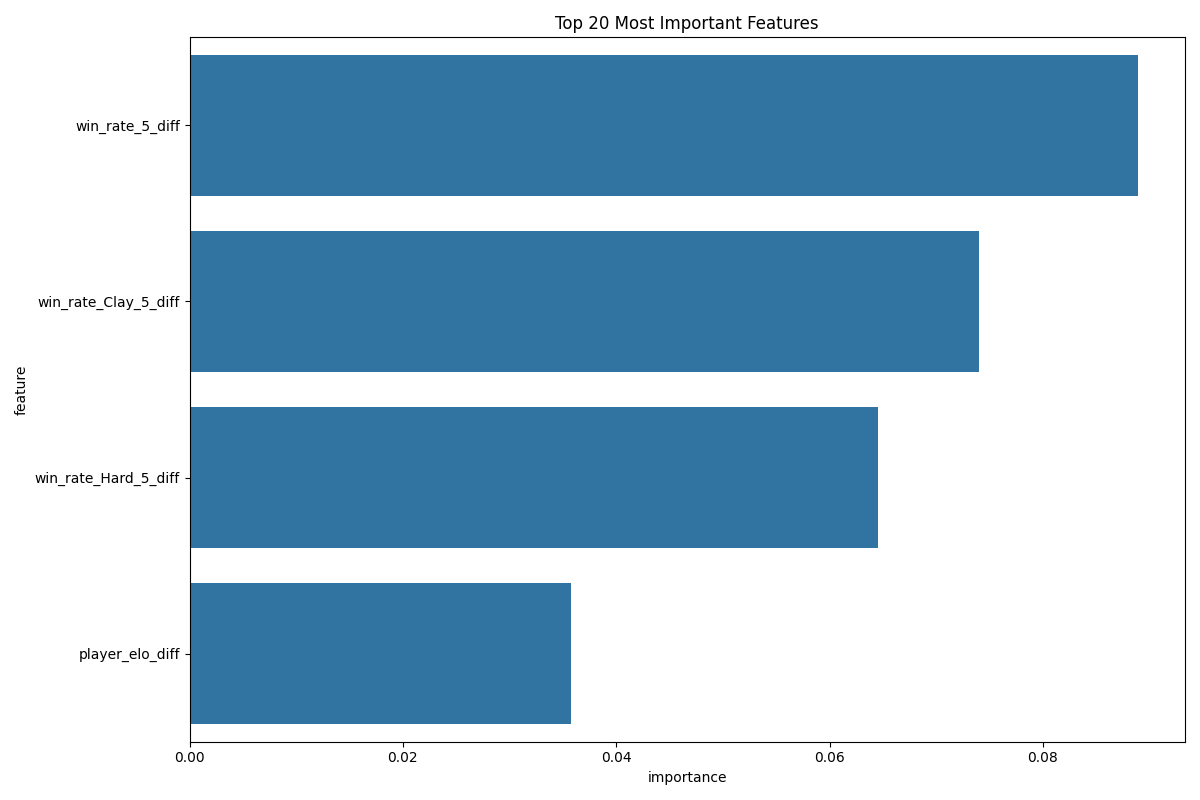 Top 20 Most Important Features
feature
win_rate_5_diff
win_rate_Clay_5_diff
win_rate_Hard_5_diff
player_elo_diff
0.00 0.02 0.04 0.06 0.08
importance